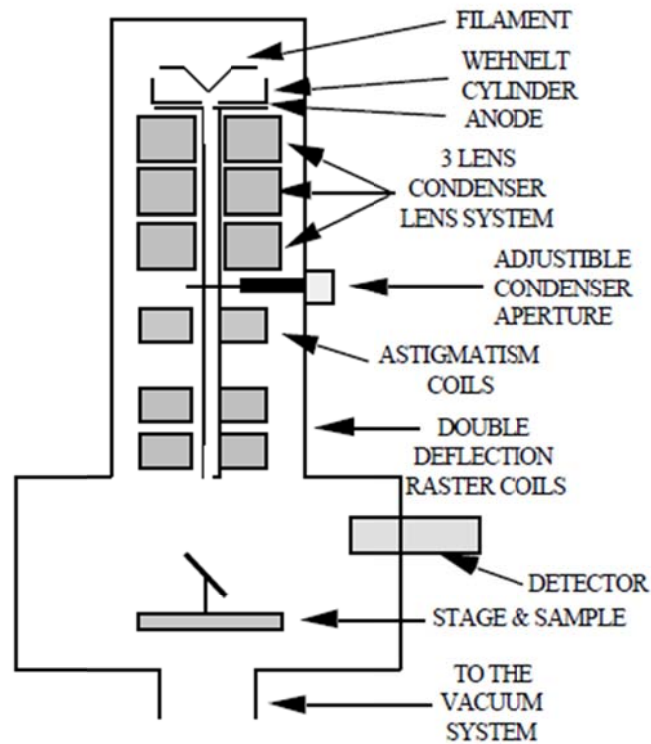 FILAMENT
WEHNELT
CYLINDER
ANODE
3 LENS
CONDENSER
LENS SYSTEM
ADJUSTIBLE
CONDENSER
APERTURE
ASTIGMATISM
COILS
DOUBLE
DEFLECTION
RASTER COILS
DETECTOR
STAGE & SAMPLE
TO THE
VACUUM
SYSTEM